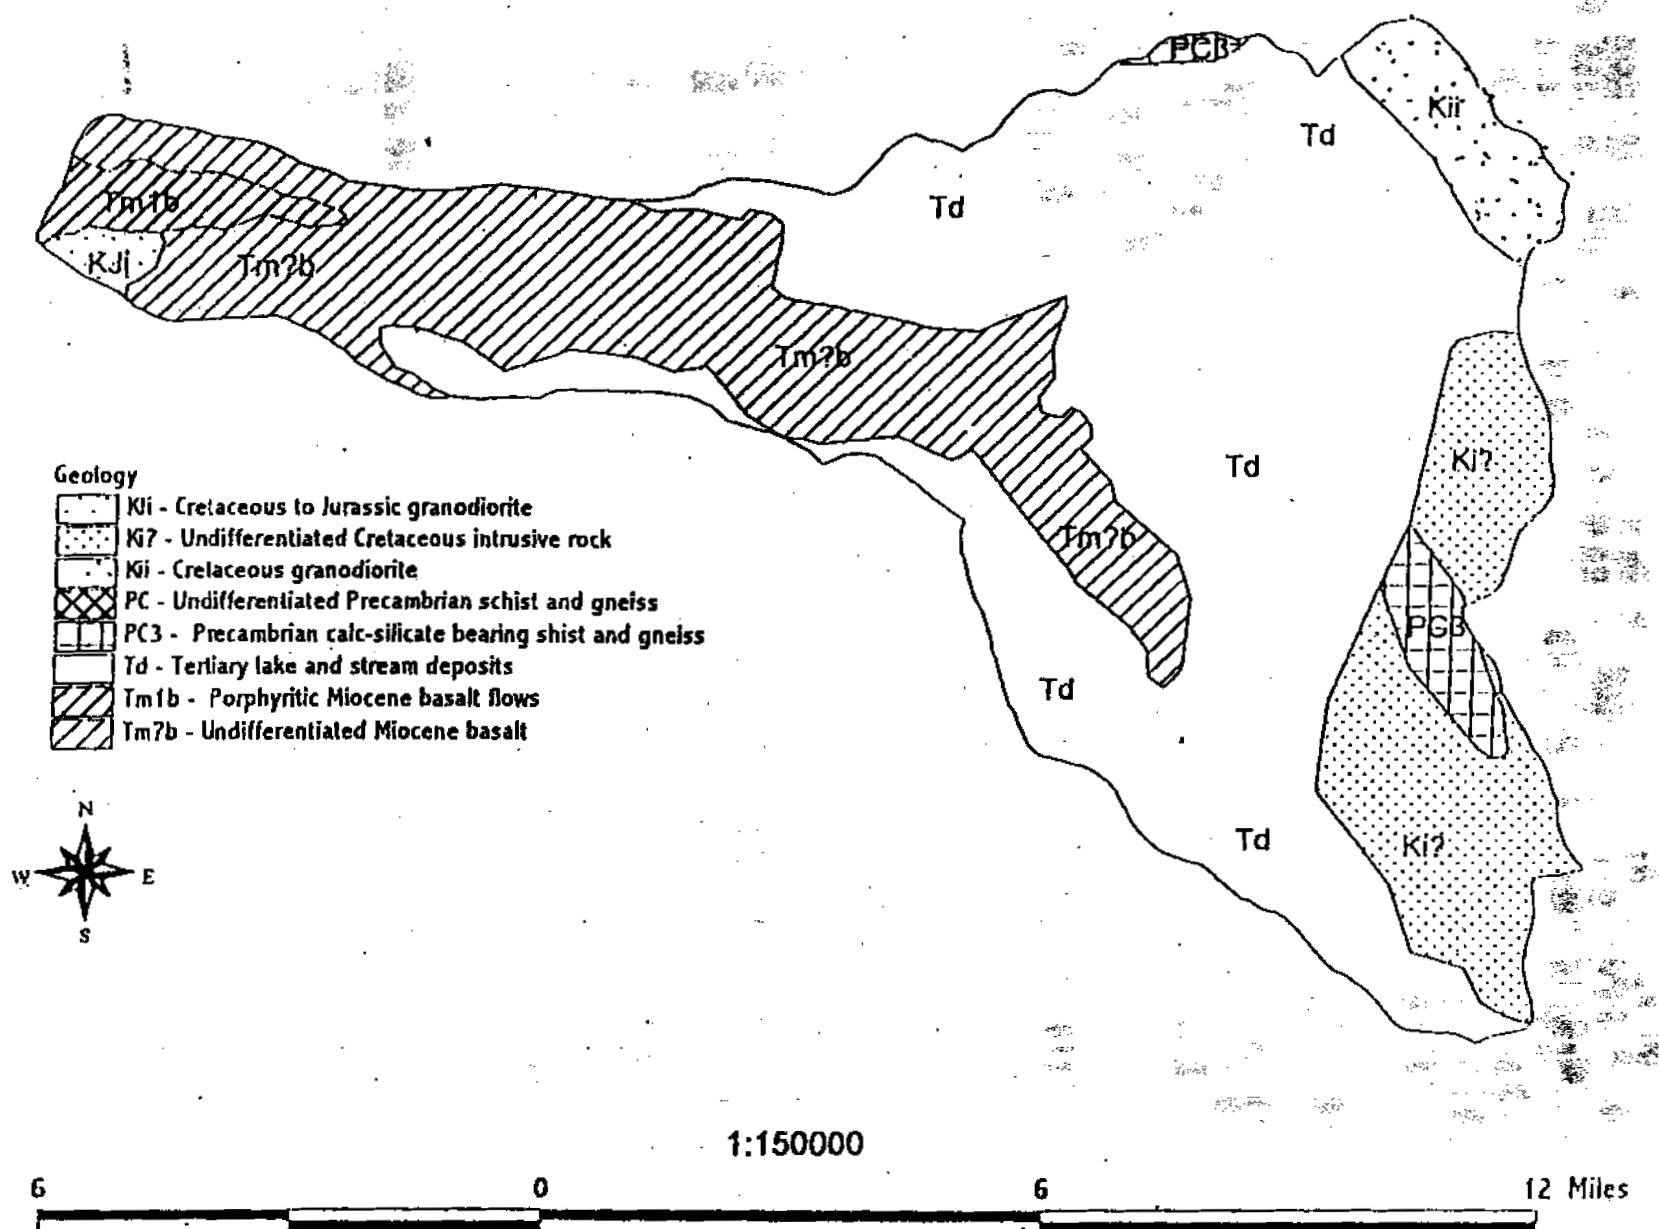 PCß
Kii
Td
Td
Tm1b
KJi
Tm?b
Tm?b
Td
Ki?
Geology
KJi - Cretaceous to Jurassic granodiorite
Ki? - Undifferentiated Cretaceous intrusive rock
Kii - Cretaceous granodiorite
PC - Undifferentiated Precambrian schist and gneiss
PC3 - Precambrian calc-silicate bearing shist and gneiss
Td - Tertiary lake and stream deposits
Tm1b - Porphyritic Miocene basalt flows
Tm?b - Undifferentiated Miocene basalt
Tm?b
PCß
Td
Td
Ki?
N
W E
S
1:150000
6 0 6 12 Miles